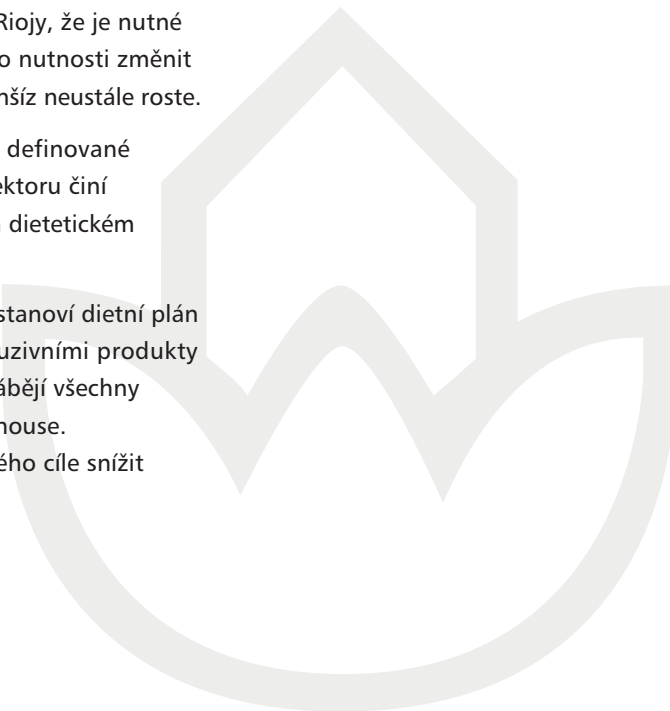 Riojy, že je nutné
o nutnosti změnit
nšíz neustále roste.
definované
ektoru činí
dietetickém
stanoví dietní plán
uzivními produkty
ábějí všechny
house.
ého cíle snížit